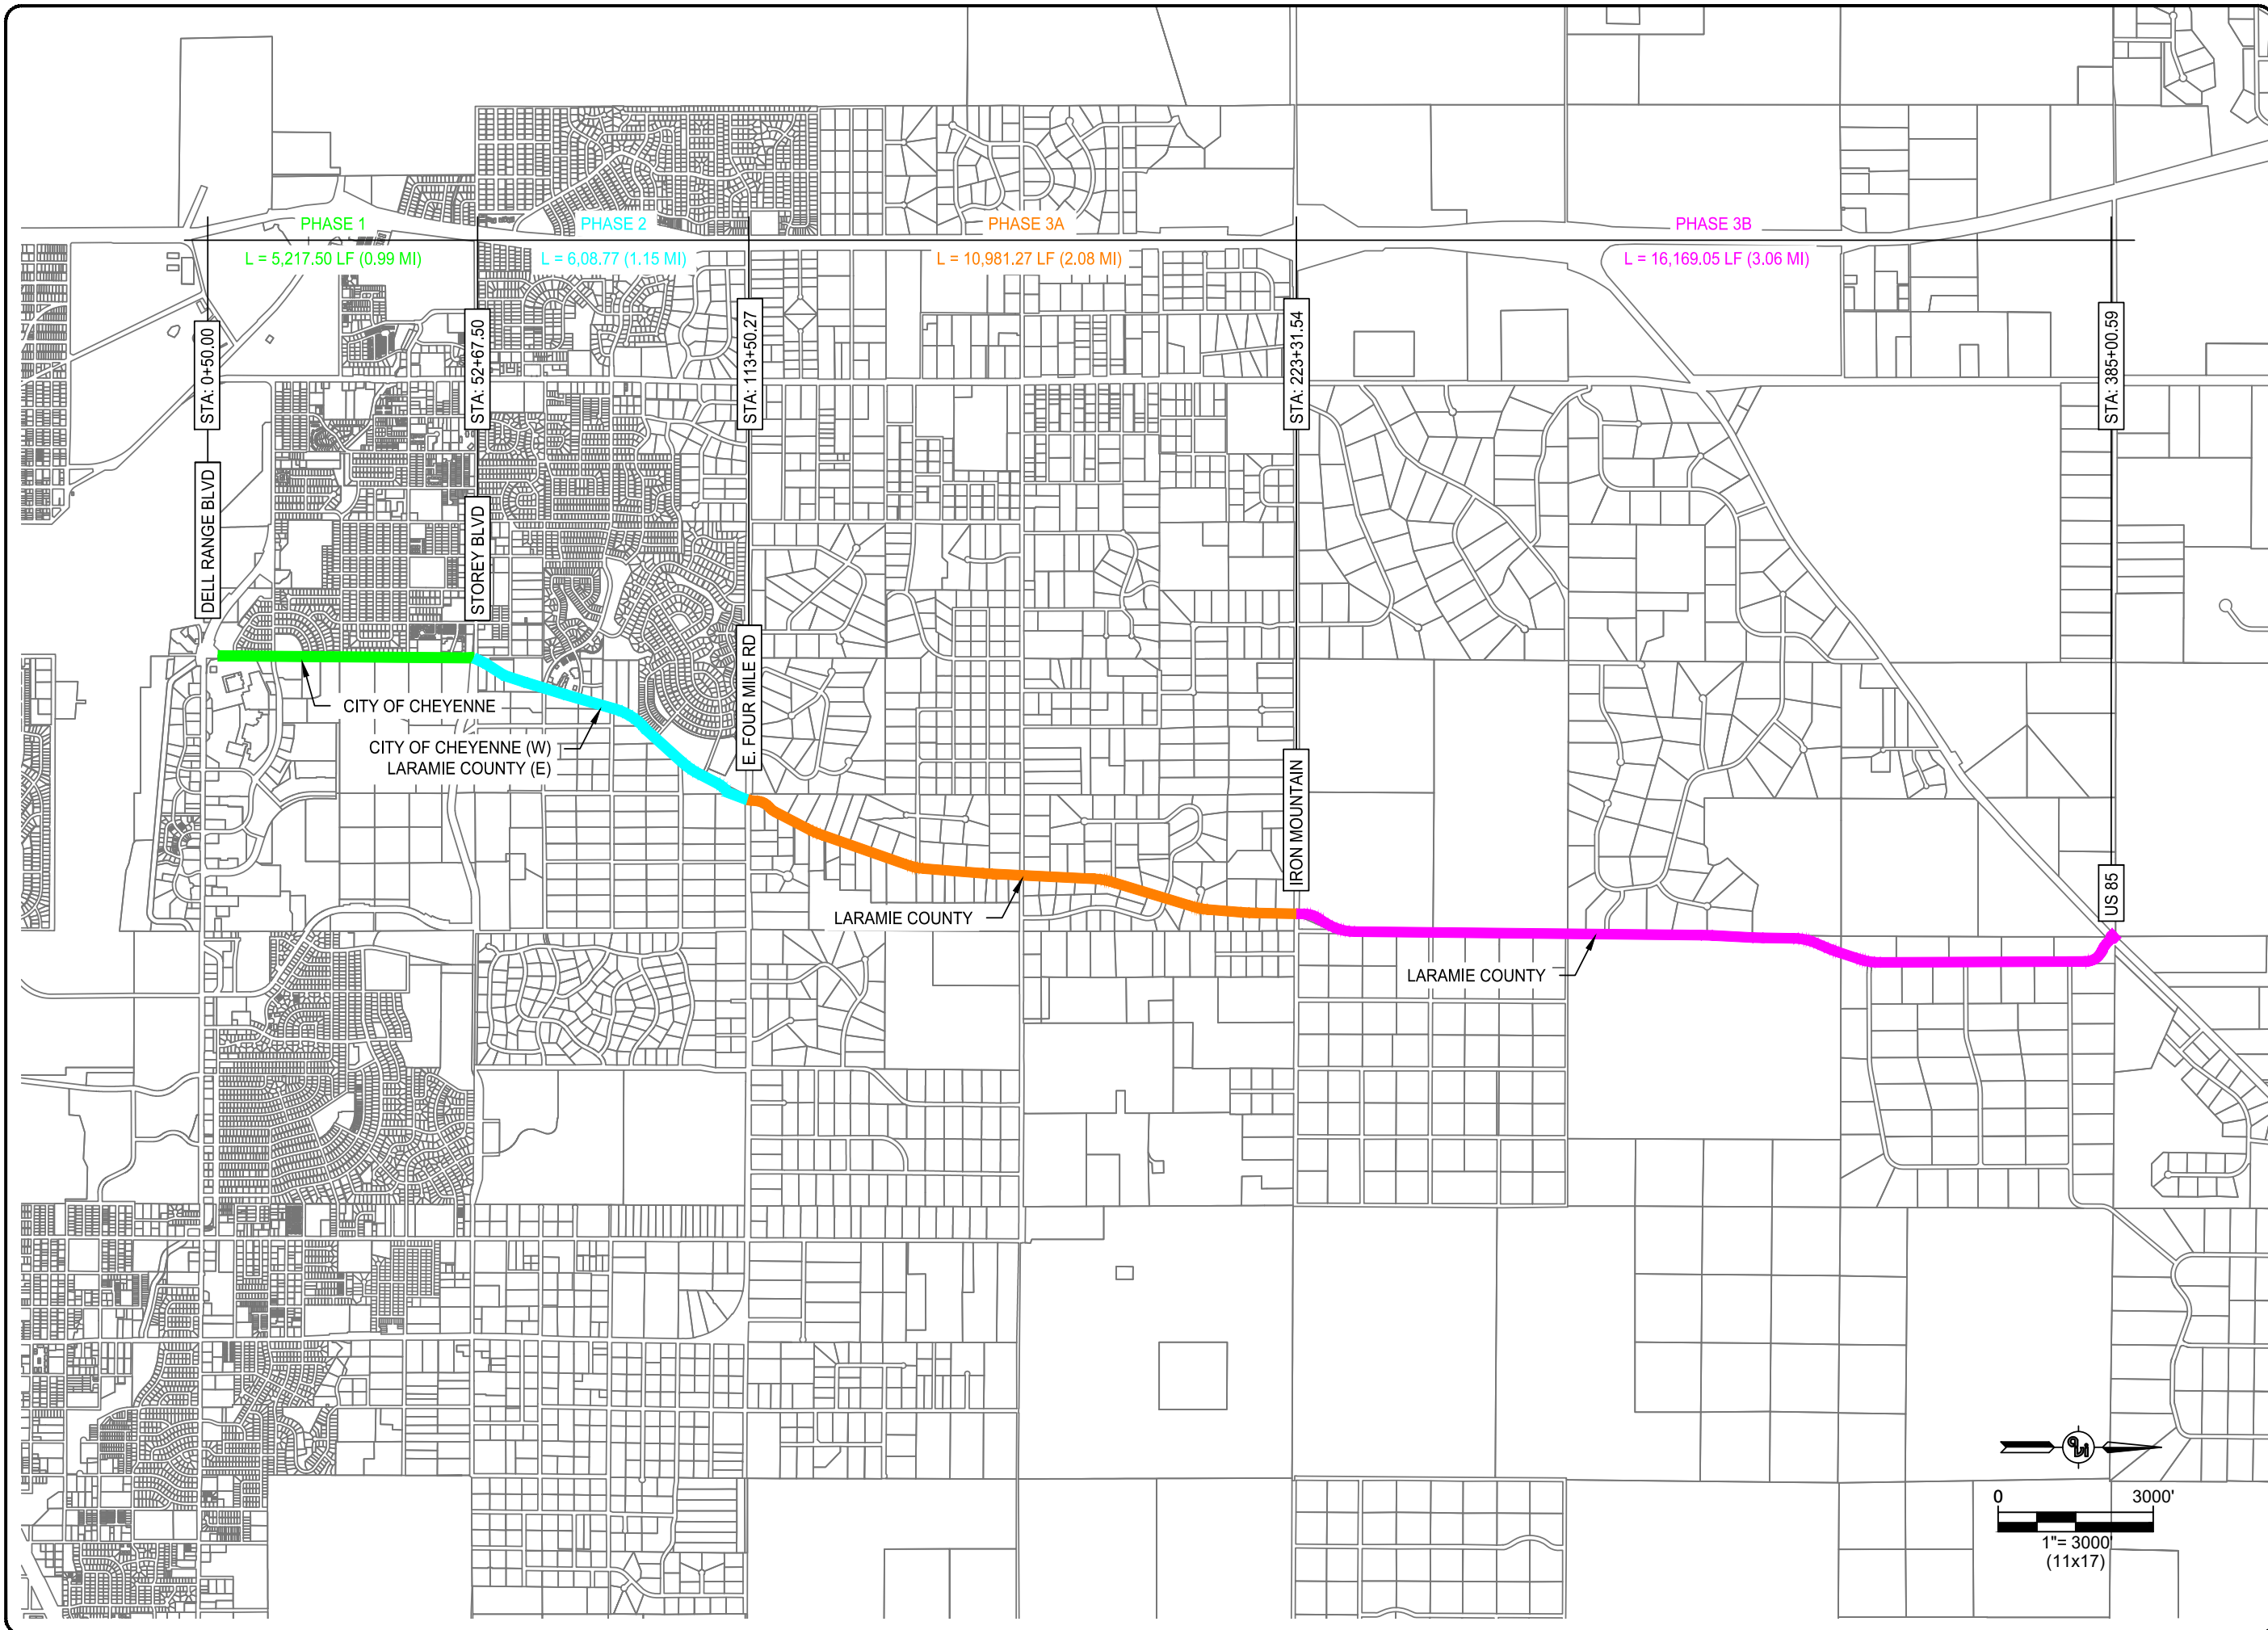 PHASE 1
PHASE 2
PHASE 3A
PHASE 3B
L = 5,217.50 LF (0.99 MI)
L = 6,08.77 (1.15 MI)
L = 10,981.27 LF (2.08 MI)
L = 16,169.05 LF (3.06 MI)
STA: 0+50.00
STA: 52+67.50
STA: 113+50.27
STA: 223+31.54
STA: 385+00.59
DELL RANGE BLVD
STOREY BLVD
E. FOUR MILE RD
IRON MOUNTAIN
US 85
CITY OF CHEYENNE
CITY OF CHEYENNE (W)
LARAMIE COUNTY (E)
LARAMIE COUNTY
LARAMIE COUNTY
0 3000'
1"= 3000'
(11x17)